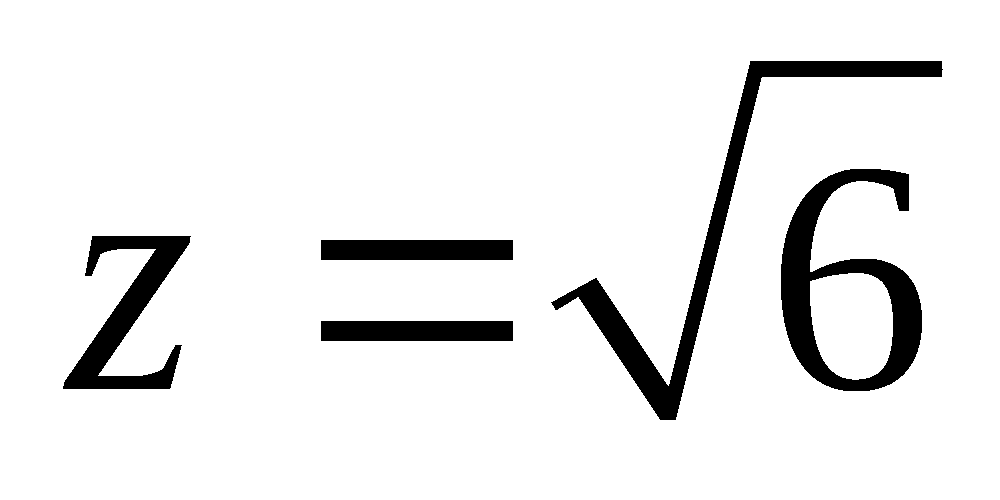 z = √6